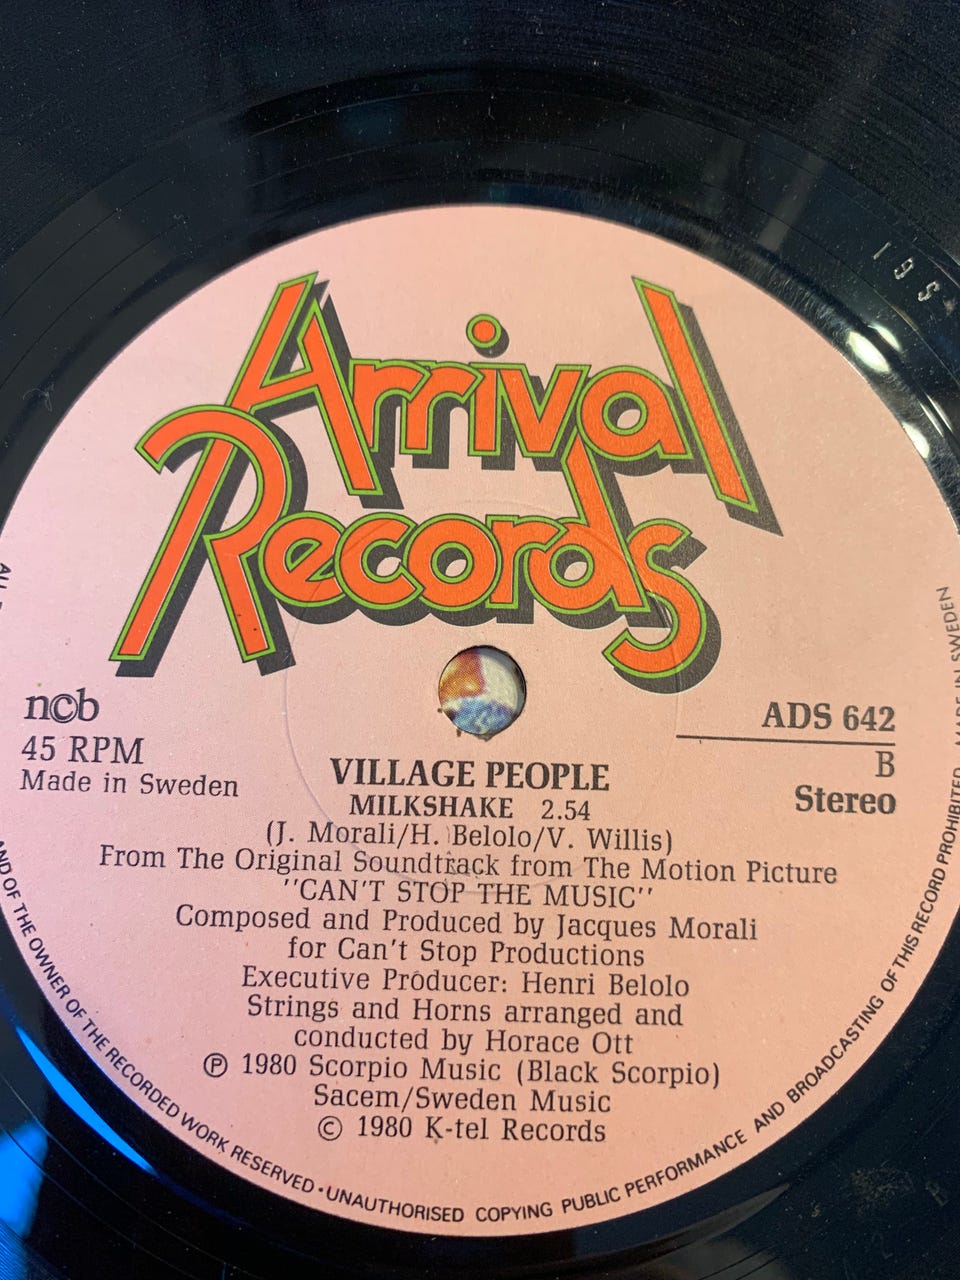 Arrival
Records
ncb
45 RPM
Made in Sweden
ADS 642
B
Stereo
VILLAGE PEOPLE
MILKSHAKE 2.54
(J. Morali/H. Belolo/V. Willis)
From The Original Soundtrack from The Motion Picture
"CAN'T STOP THE MUSIC"
Composed and Produced by Jacques Morali
for Can't Stop Productions
Executive Producer: Henri Belolo
Strings and Horns arranged and
conducted by Horace Ott
Ⓟ 1980 Scorpio Music (Black Scorpio)
Sacem/Sweden Music
© 1980 K-tel Records
AND OF THE OWNER OF THE RECORDED WORK RESERVED · UNAUTHORISED COPYING PUBLIC PERFORMANCE AND BROADCASTING OF THIS RECORD PROHIBITED MADE IN SWEDEN